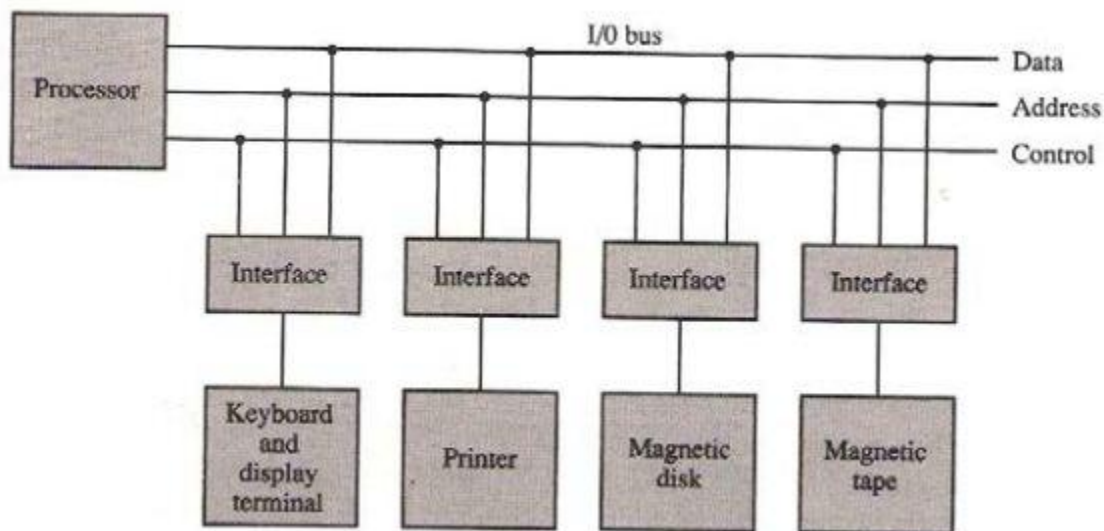 I/0 bus
Data
Processor
Address
Control
Interface
Interface
Interface
Interface
Keyboard
and
display
terminal
Printer
Magnetic
disk
Magnetic
tape